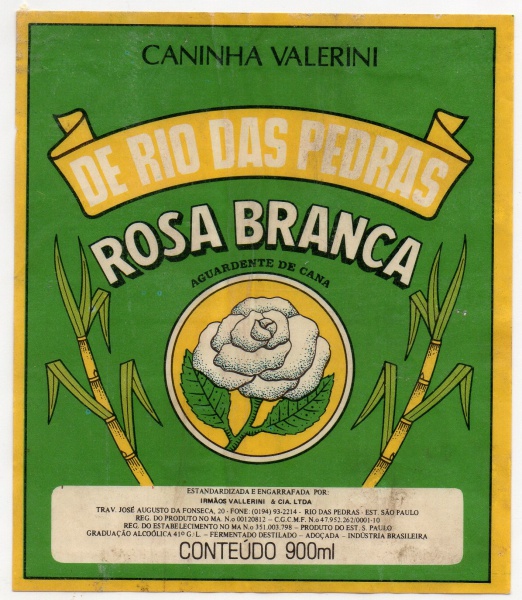 CANINHA VALERINI
DE RIO DAS PEDRAS
ROSA BRANCA
AGUARDENTE DE CANA
ESTANDARDIZADA E ENGARRAFADA POR:
IRMÃOS VALLERINI & CIA. LTDA
TRAV. JOSÉ AUGUSTO DA FONSECA, 20 - FONE: (0194) 93-2214 - RIO DAS PEDRAS - EST. SÃO PAULO
REG. DO PRODUTO NO MA. N.o 00120812 - C.G.C.M.F. N.o 47.952.262/0001-10
REG. DO ESTABELECIMENTO NO MA N.o 351.003.798 - PRODUTO DO EST. S. PAULO
GRADUAÇÃO ALCOÓLICA 41º G/L. - FERMENTADO DESTILADO - ADOÇADA - INDÚSTRIA BRASILEIRA
CONTEÚDO 900ml